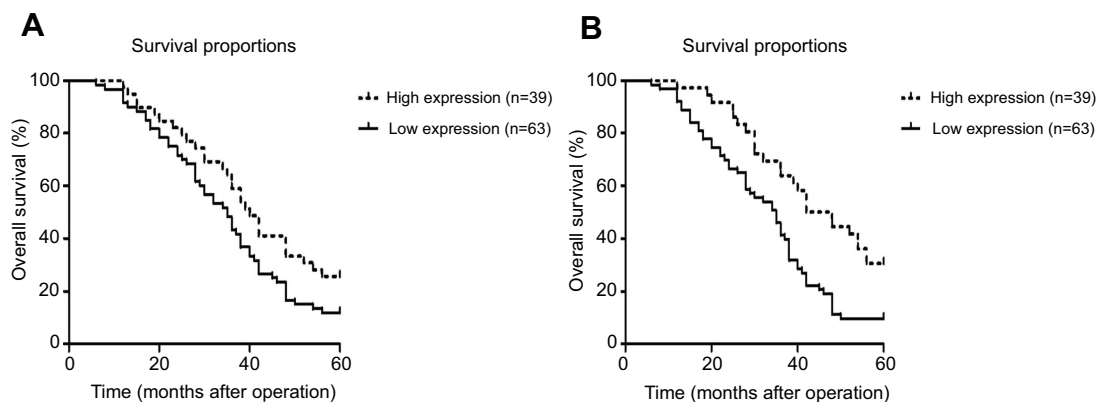 A
Survival proportions
100
80
60
40
20
0
0 20 40 60
Overall survival (%)
Time (months after operation)
High expression (n=39)
Low expression (n=63)
B
Survival proportions
100
80
60
40
20
0
0 20 40 60
Overall survival (%)
Time (months after operation)
High expression (n=39)
Low expression (n=63)